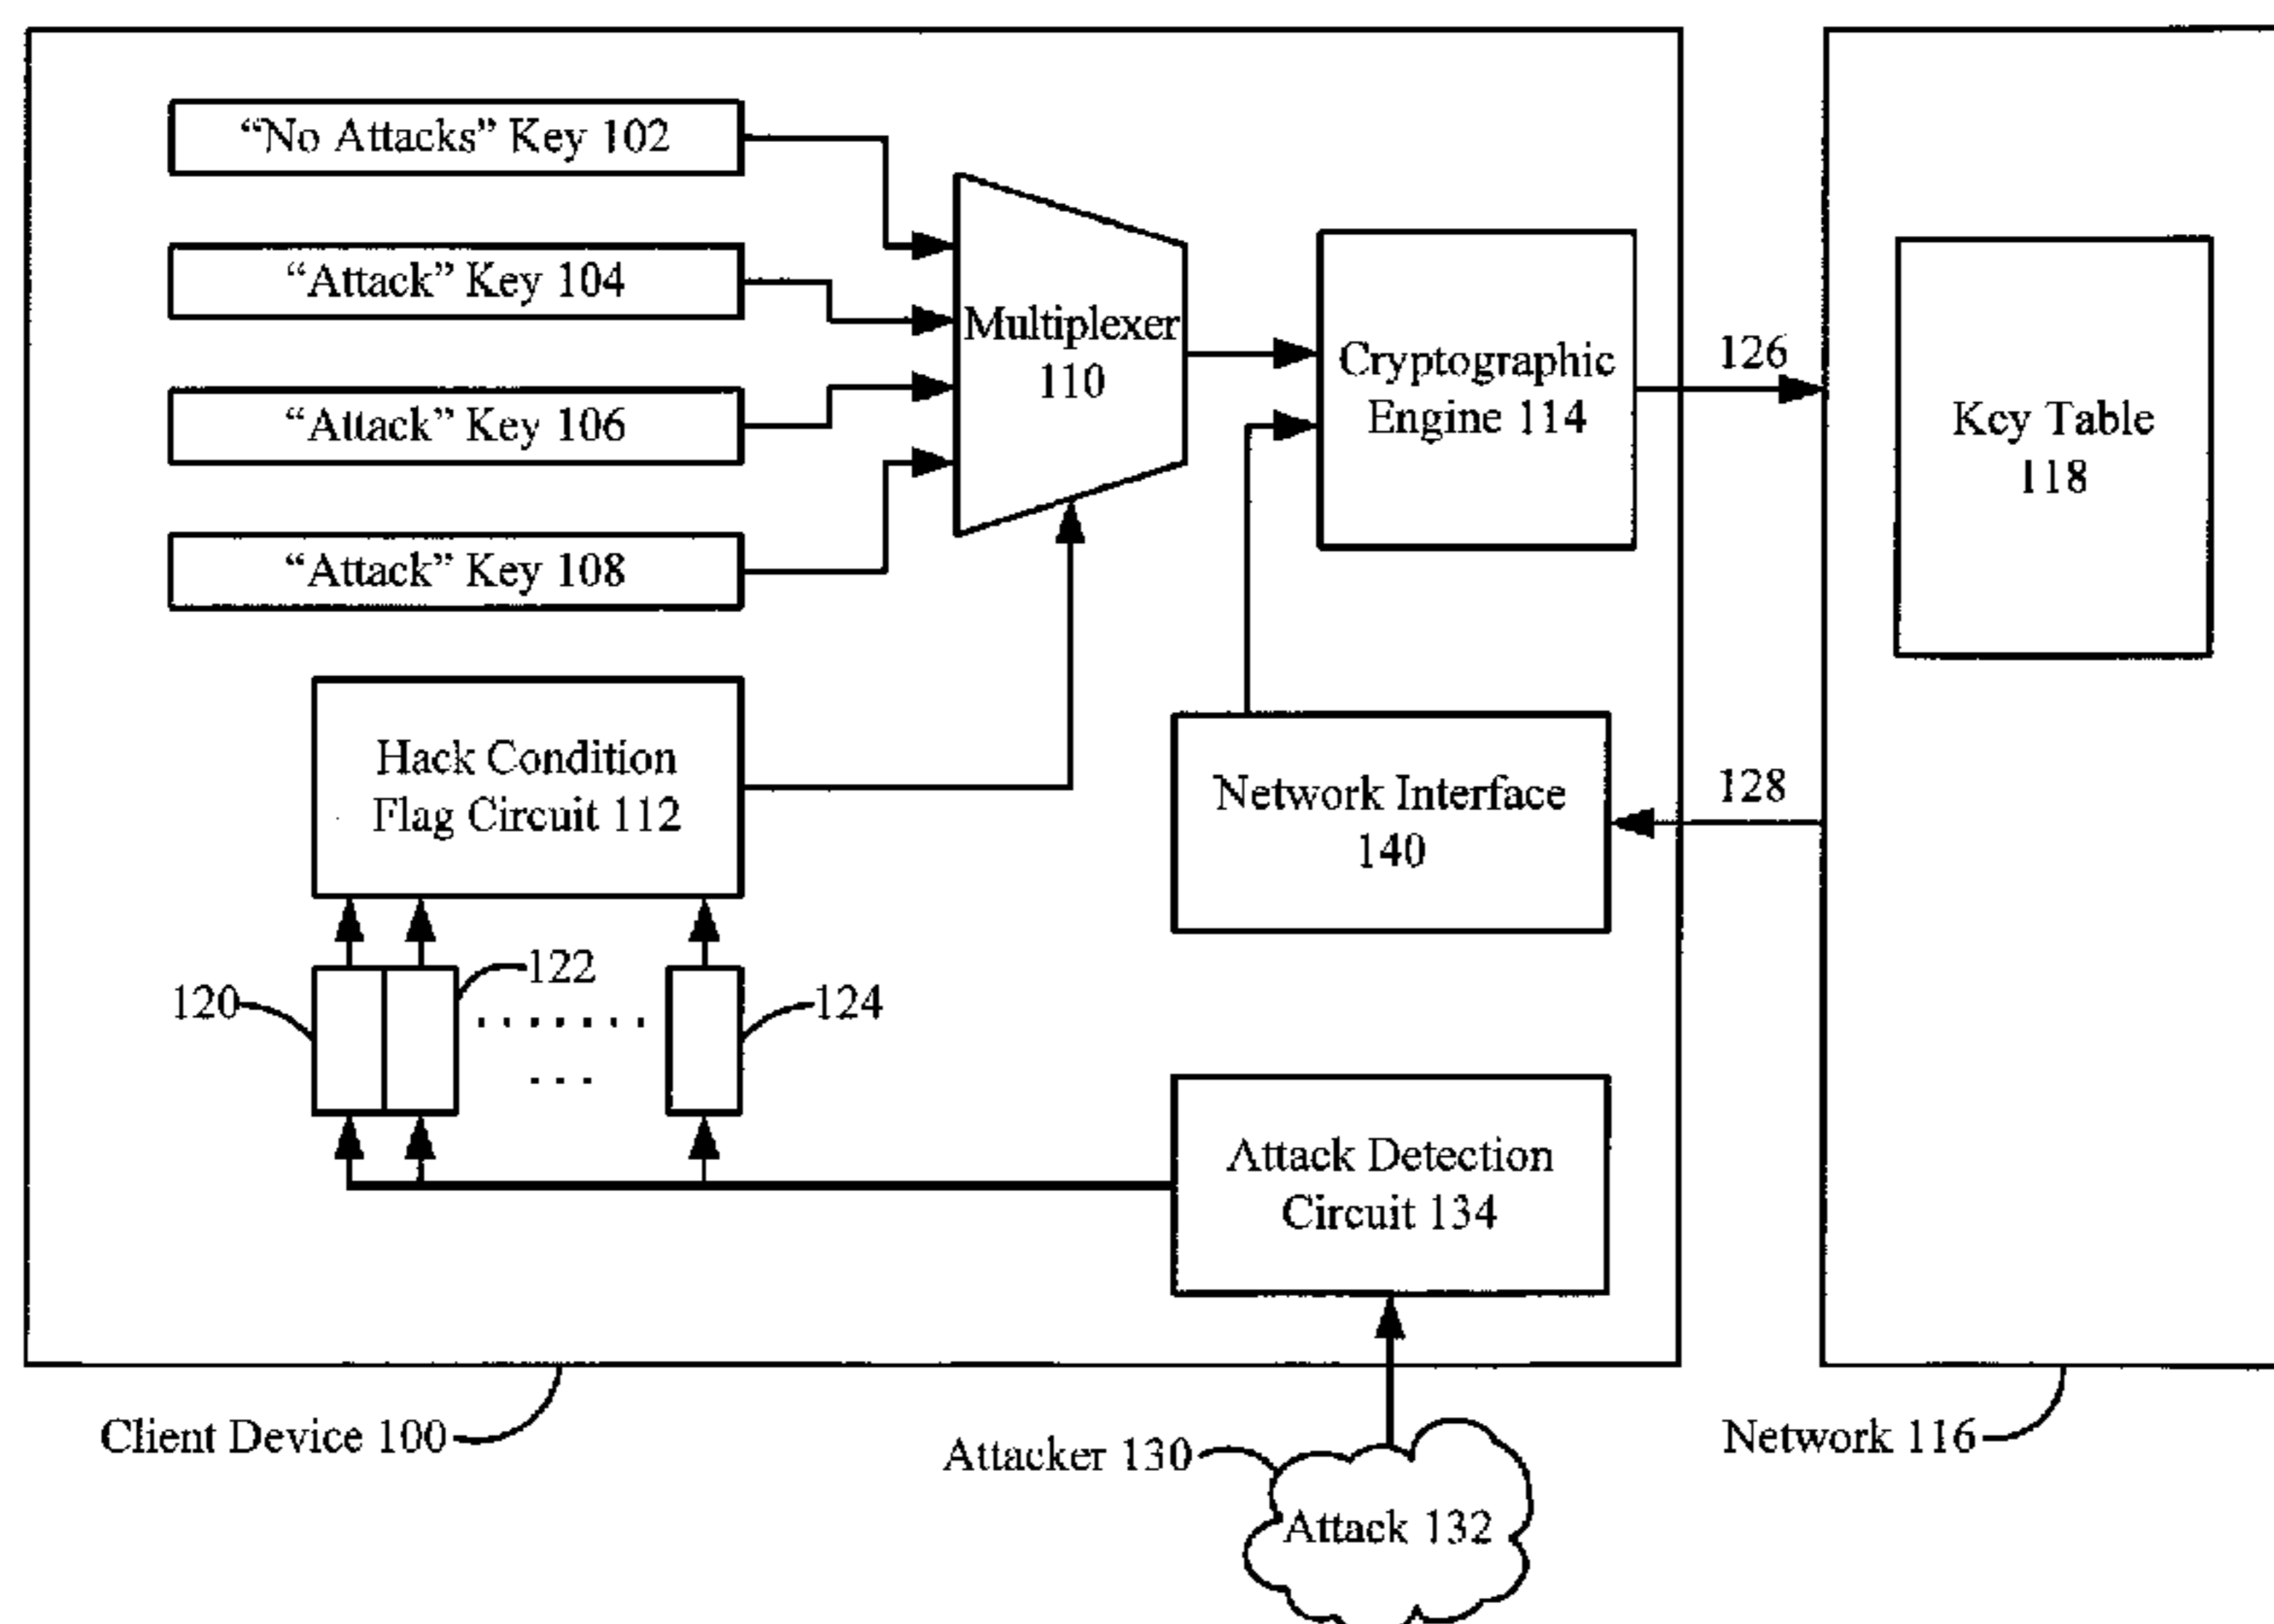 “No Attacks” Key 102
“Attack” Key 104
“Attack” Key 106
“Attack” Key 108
Multiplexer
110
Cryptographic
Engine 114
126
Key Table
118
Hack Condition
Flag Circuit 112
Network Interface
140
128
120
122
124
Attack Detection
Circuit 134
Client Device 100
Attacker 130
Attack 132
Network 116